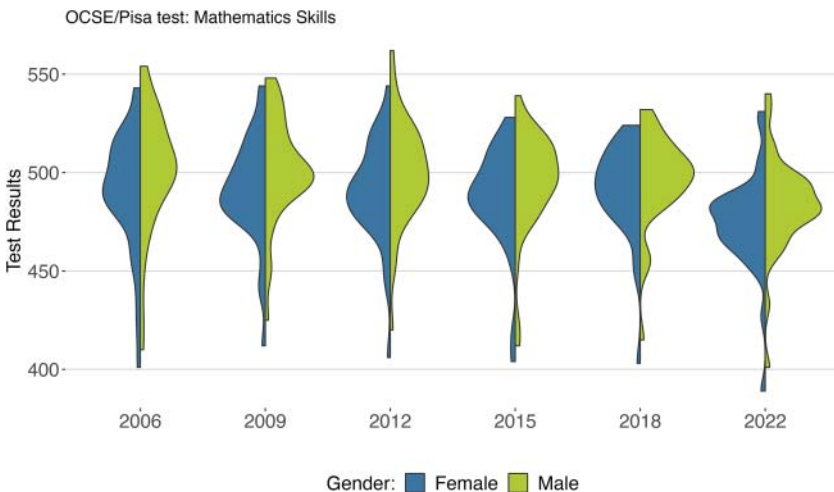 OCSE/Pisa test: Mathematics Skills
Test Results
550
500
450
400
2006 2009 2012 2015 2018 2022
Gender: Female Male